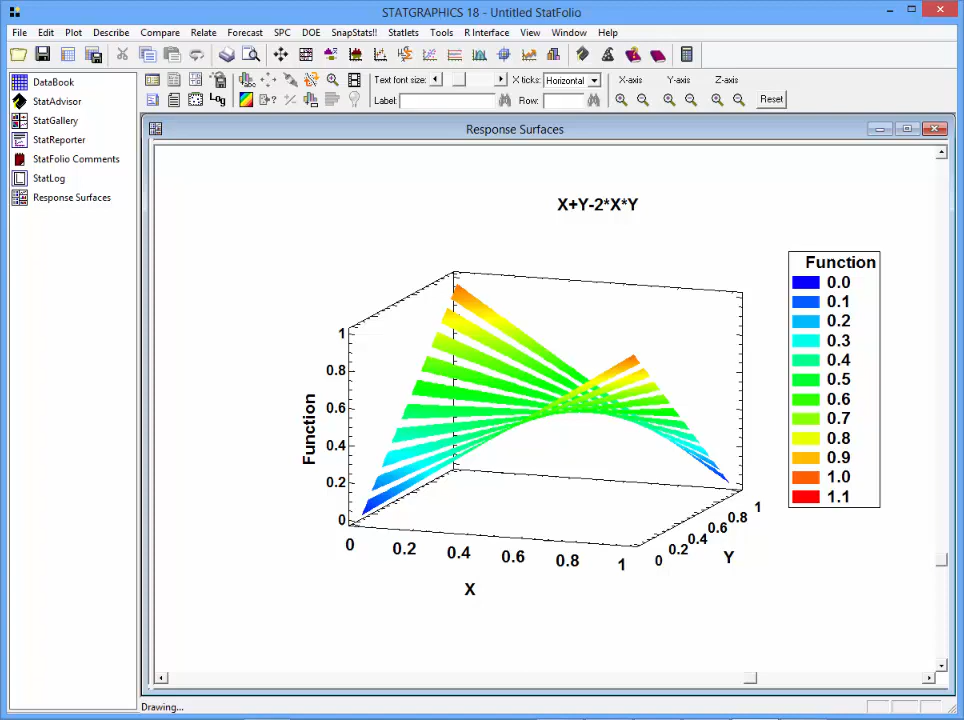 STATGRAPHICS 18 - Untitled StatFolio
File Edit Plot Describe Compare Relate Forecast SPC DOE SnapStats!! Statlets Tools R Interface View Window Help
DataBook
StatAdvisor
StatGallery
StatReporter
StatFolio Comments
StatLog
Response Surfaces
Text font size: X ticks: Horizontal X-axis Y-axis Z-axis
Log Label: Row: Reset
Response Surfaces
X+Y-2*X*Y
Function
0.0
0.1
0.2
0.3
0.4
0.5
0.6
0.7
0.8
0.9
1.0
1.1
Function
1
0.8
0.6
0.4
0.2
0
0 0.2 0.4 0.6 0.8 1
X
0 0.2 0.4 0.6 0.8 1
Y
Drawing...